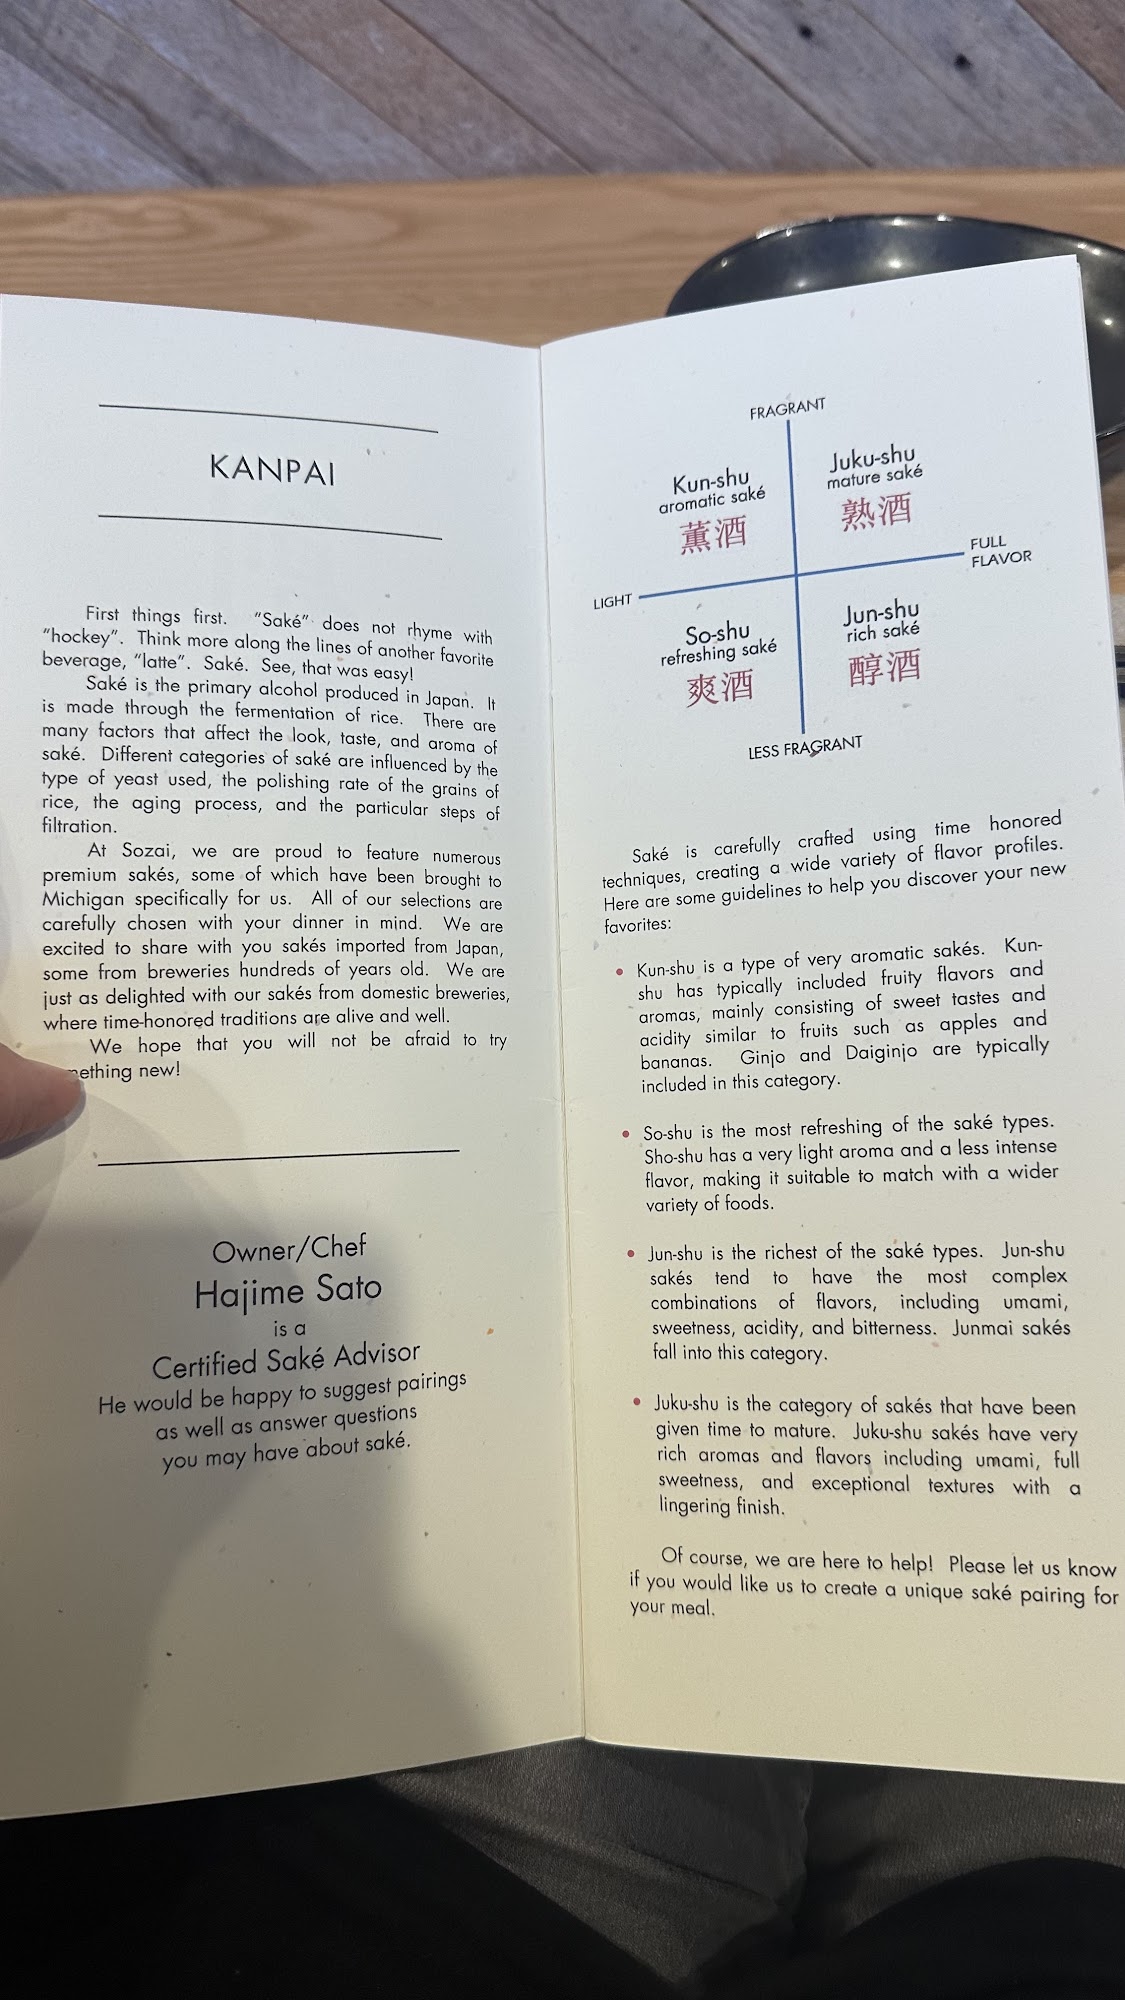 KANPAI
First things first. "Saké" does not rhyme with
"hockey". Think more along the lines of another favorite
beverage, "latte". Saké. See, that was easy!
Saké is the primary alcohol produced in Japan. It
is made through the fermentation of rice. There are
many factors that affect the look, taste, and aroma of
saké. Different categories of saké are influenced by the
type of yeast used, the polishing rate of the grains of
rice, the aging process, and the particular steps of
filtration.
At Sozai, we are proud to feature numerous
premium sakés, some of which have been brought to
Michigan specifically for us. All of our selections are
carefully chosen with your dinner in mind. We are
excited to share with you sakés imported from Japan,
some from breweries hundreds of years old. We are
just as delighted with our sakés from domestic breweries,
where time-honored traditions are alive and well.
We hope that you will not be afraid to try
ething new!
Owner/Chef
Hajime Sato
is a
Certified Saké Advisor
He would be happy to suggest pairings
as well as answer questions
you may have about saké.
FRAGRANT
Kun-shu
aromatic saké
薫酒
Juku-shu
mature saké
熟酒
LIGHT
FULL
FLAVOR
So-shu
refreshing saké
爽酒
Jun-shu
rich saké
醇酒
LESS FRAGRANT
Saké is carefully crafted using time honored
techniques, creating a wide variety of flavor profiles.
Here are some guidelines to help you discover your new
favorites:
• Kun-shu is a type of very aromatic sakés. Kun-
shu has typically included fruity flavors and
aromas, mainly consisting of sweet tastes and
acidity similar to fruits such as apples and
bananas. Ginjo and Daiginjo are typically
included in this category.
• So-shu is the most refreshing of the saké types.
Sho-shu has a very light aroma and a less intense
flavor, making it suitable to match with a wider
variety of foods.
• Jun-shu is the richest of the saké types. Jun-shu
sakés tend to have the most complex
combinations of flavors, including umami,
sweetness, acidity, and bitterness. Junmai sakés
fall into this category.
• Juku-shu is the category of sakés that have been
given time to mature. Juku-shu sakés have very
rich aromas and flavors including umami, full
sweetness, and exceptional textures with a
lingering finish.
Of course, we are here to help! Please let us know
if you would like us to create a unique saké pairing for
your meal.